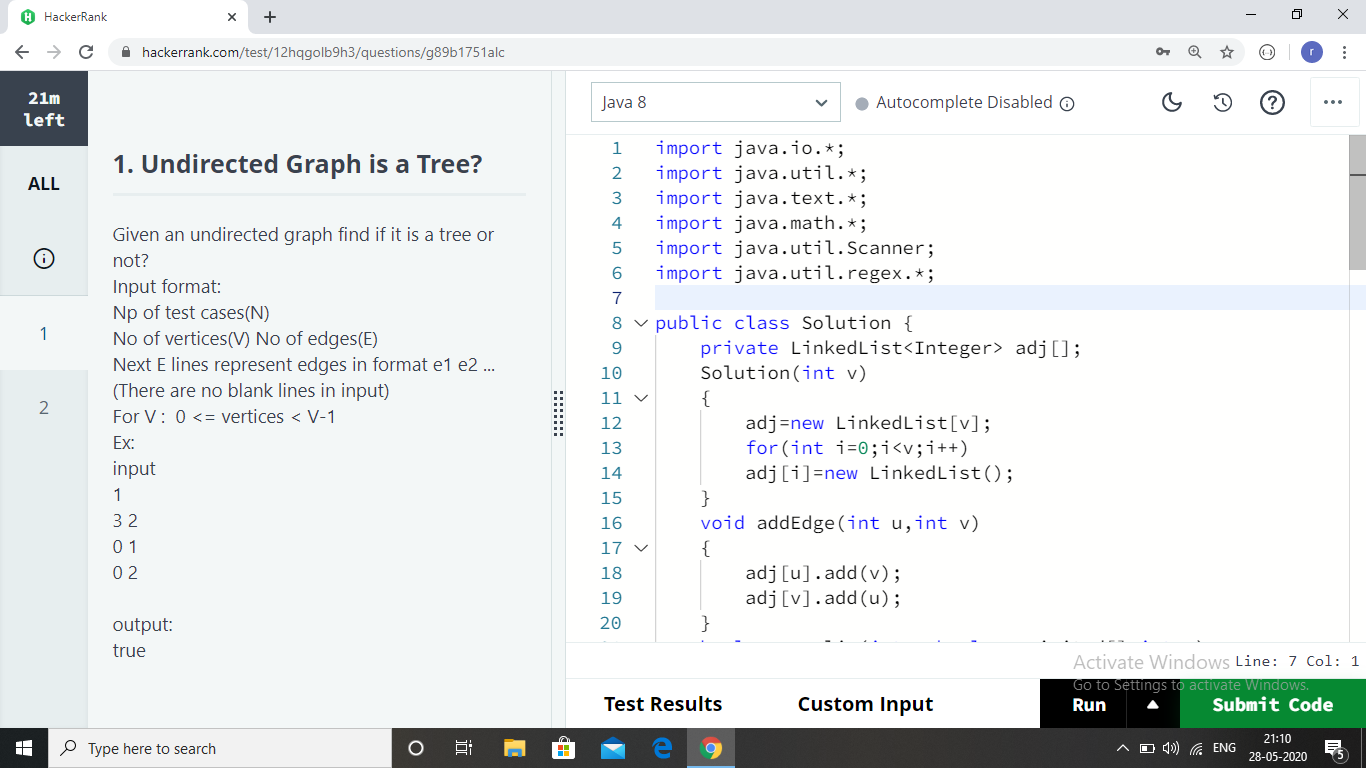 HackerRank
hackerrank.com/test/12hqgolb9h3/questions/g89b1751alc
r
21m
left
ALL
1
2
1. Undirected Graph is a Tree?
Given an undirected graph find if it is a tree or
not?
Input format:
Np of test cases(N)
No of vertices(V) No of edges(E)
Next E lines represent edges in format e1 e2 ...
(There are no blank lines in input)
For V : 0 <= vertices < V-1
Ex:
input
1
3 2
0 1
0 2
output:
true
Java 8
Autocomplete Disabled
1 import java.io.*;
2 import java.util.*;
3 import java.text.*;
4 import java.math.*;
5 import java.util.Scanner;
6 import java.util.regex.*;
7
8 public class Solution {
9 private LinkedList<Integer> adj[];
10 Solution(int v)
11 {
12 adj=new LinkedList[v];
13 for(int i=0;i<v;i++)
14 adj[i]=new LinkedList();
15 }
16 void addEdge(int u,int v)
17 {
18 adj[u].add(v);
19 adj[v].add(u);
20 }
Activate Windows
Go to Settings to activate Windows.
Line: 7 Col: 1
Test Results
Custom Input
Run
Submit Code
Type here to search
ENG
21:10
28-05-2020
5